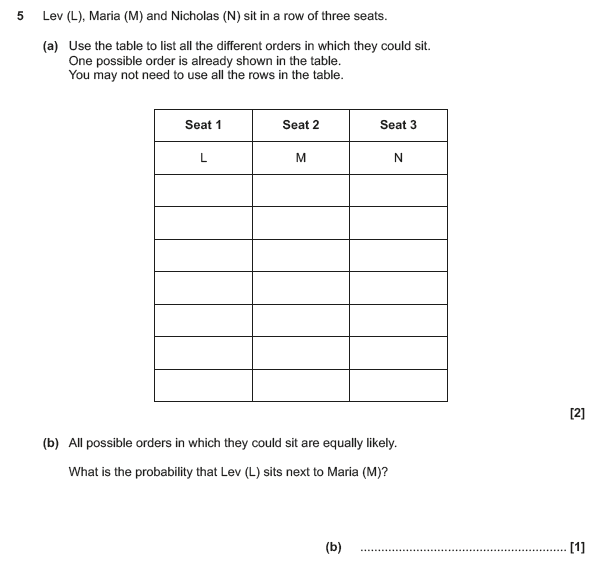 5 Lev (L), Maria (M) and Nicholas (N) sit in a row of three seats.
(a) Use the table to list all the different orders in which they could sit.
One possible order is already shown in the table.
You may not need to use all the rows in the table.
Seat 1 Seat 2 Seat 3
L M N
[2]
(b) All possible orders in which they could sit are equally likely.
What is the probability that Lev (L) sits next to Maria (M)?
(b) ............................................................ [1]